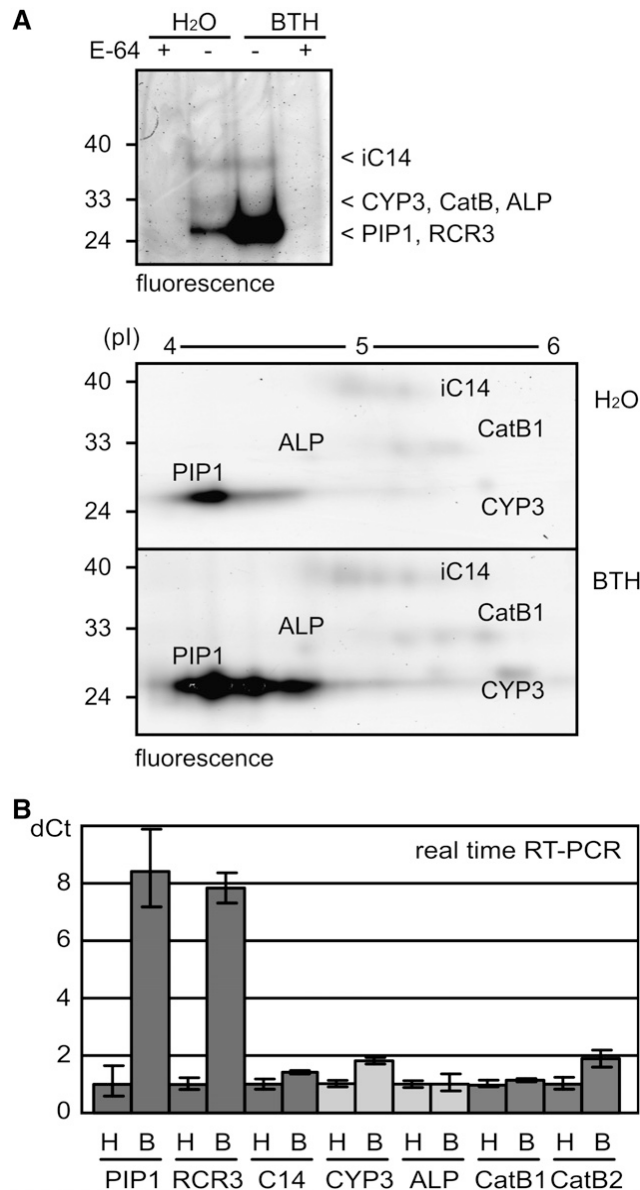 A
H2O BTH
E-64 + - - +
40
33
24
< iC14
< CYP3, CatB, ALP
< PIP1, RCR3
fluorescence
(pI) 4 5 6
40
33
24
iC14
CatB1
ALP
PIP1
CYP3
H2O
40
33
24
iC14
CatB1
ALP
PIP1
CYP3
BTH
fluorescence
B
dCt
real time RT-PCR
8
6
4
2
0
H B H B H B H B H B H B H B
PIP1 RCR3 C14 CYP3 ALP CatB1 CatB2